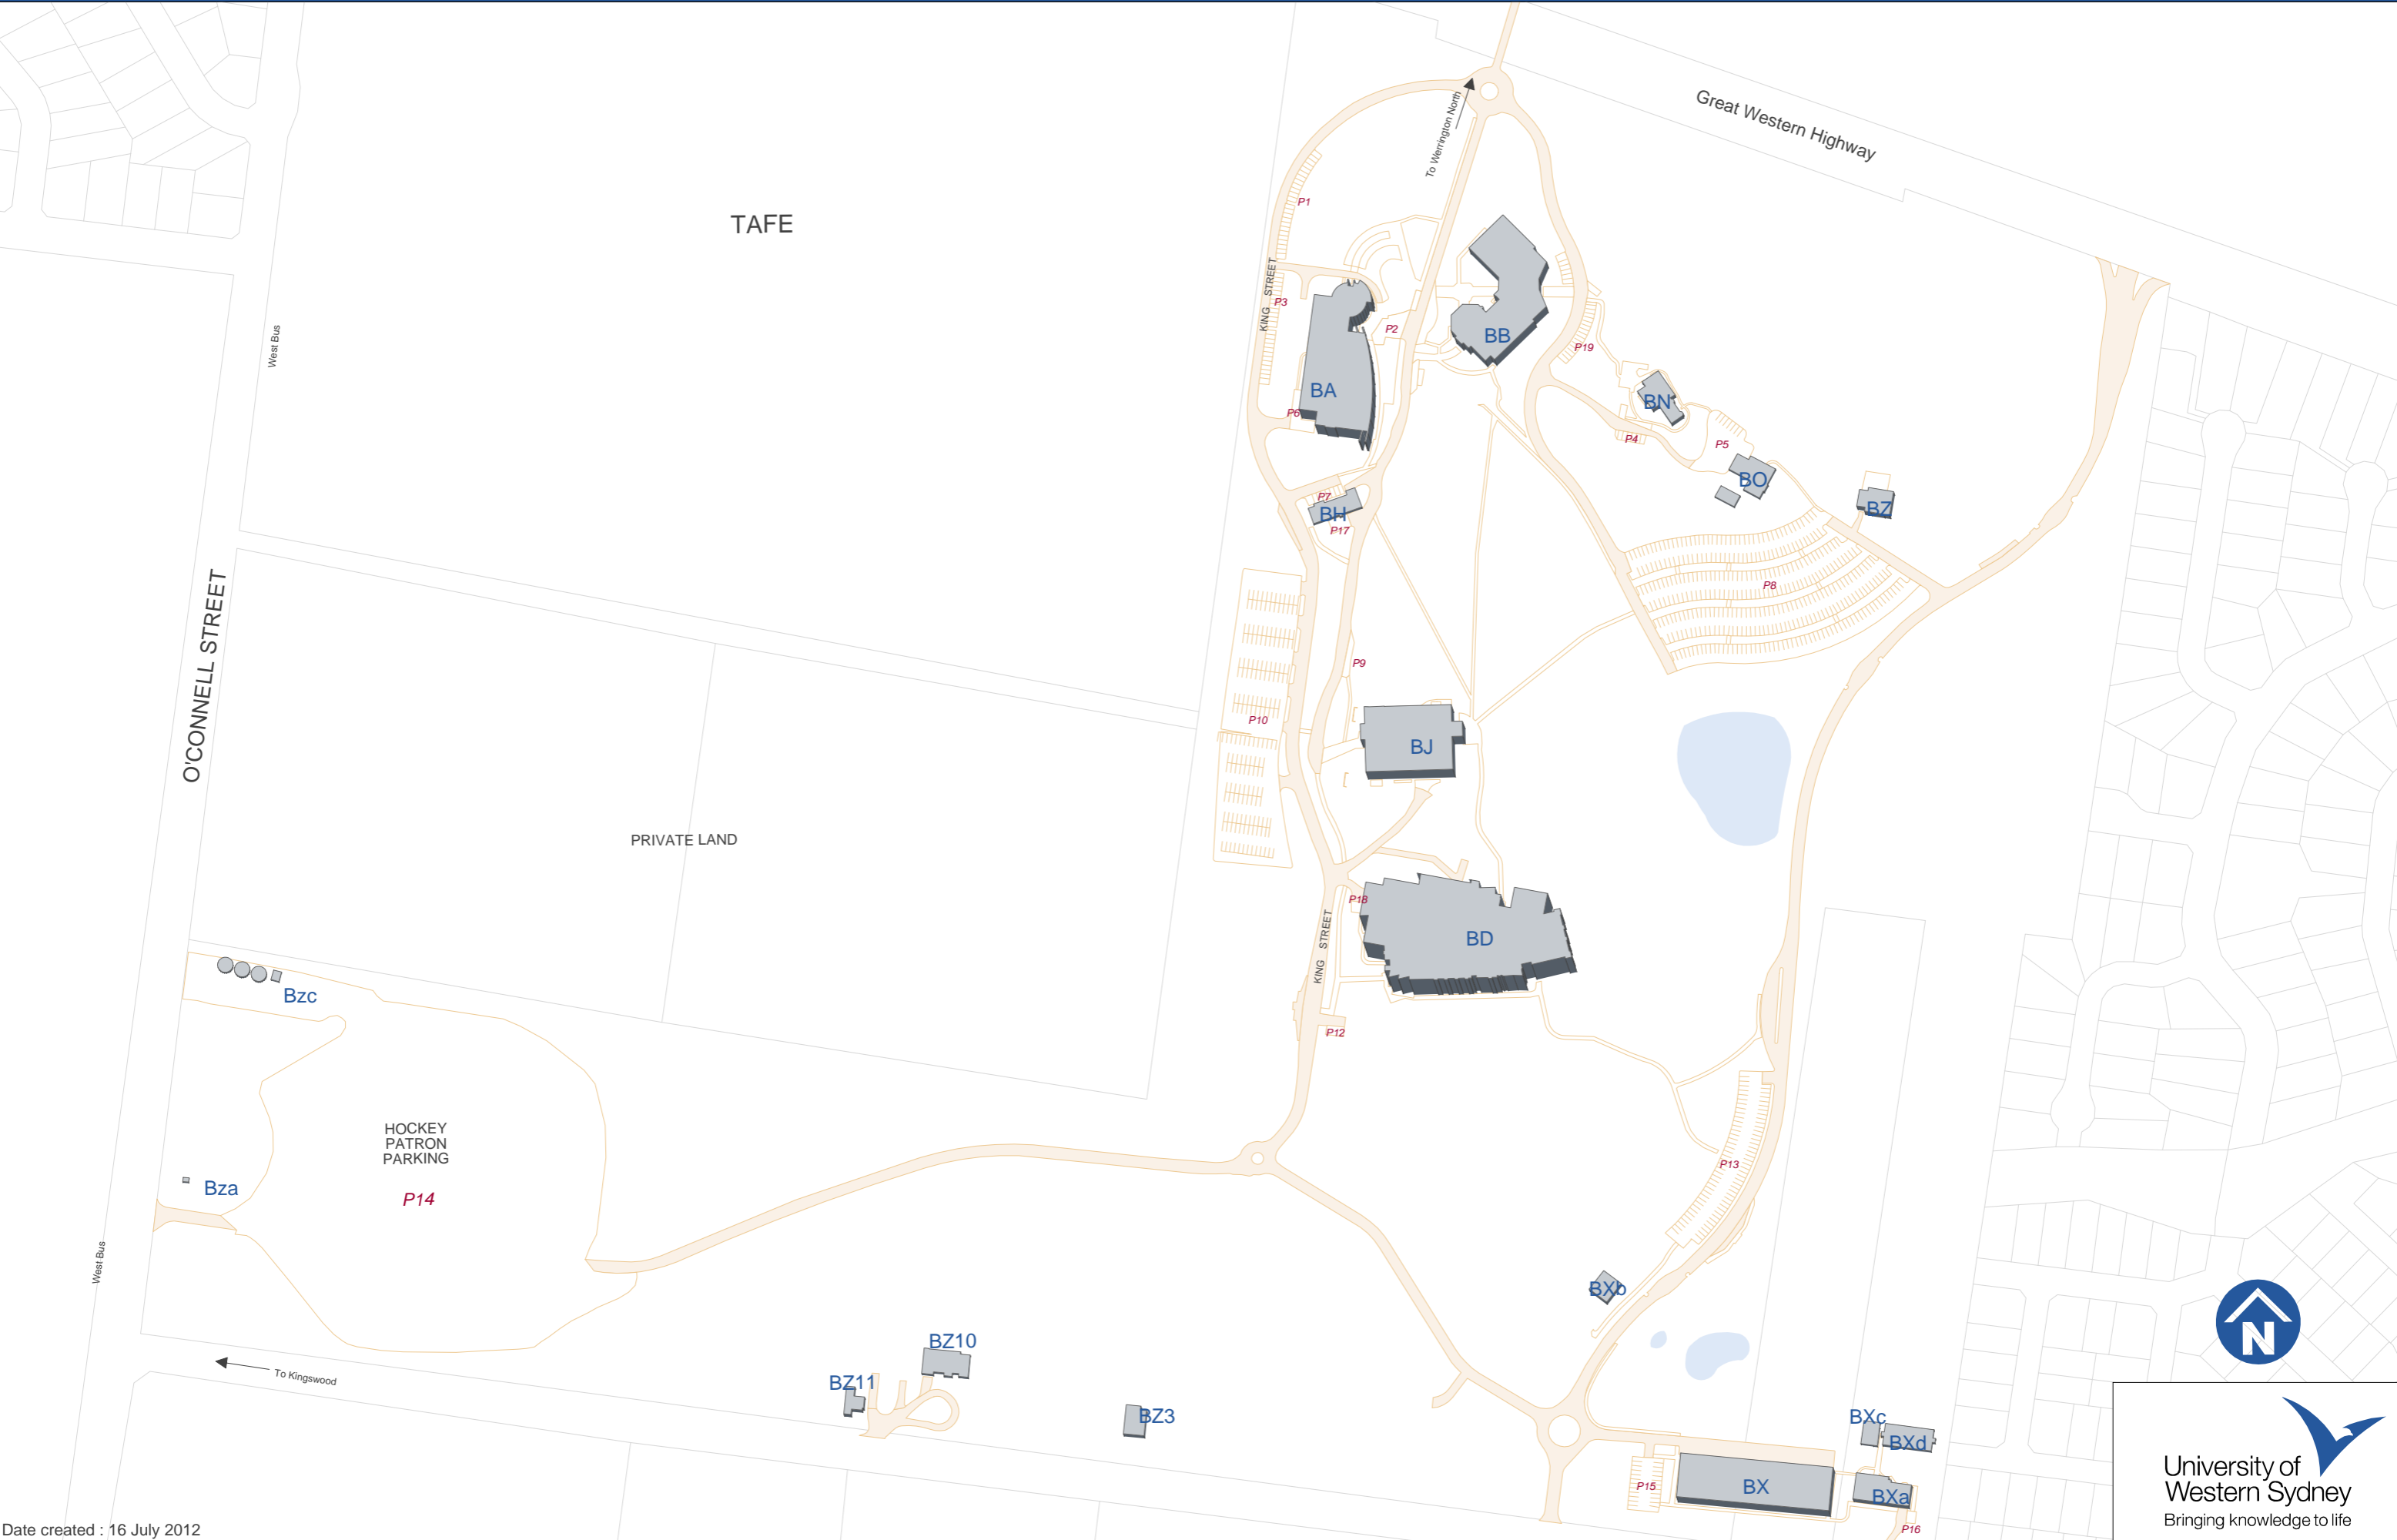 Great Western Highway
To Werrington North
TAFE
P1
KING STREET
P3
P2
BB
P19
West Bus
BA
BN
P6
P4
P5
BO
P7
BH
BZ
P17
O'CONNELL STREET
P8
P9
P10
BJ
PRIVATE LAND
P18
KING STREET
BD
Bzc
P12
HOCKEY
PATRON
PARKING
P13
Bza
P14
West Bus
BXb
BZ10
N
To Kingswood
BZ11
BZ3
BXc
BXd
P15
BX
BXa
University of
Western Sydney
Bringing knowledge to life
P16
Date created : 16 July 2012